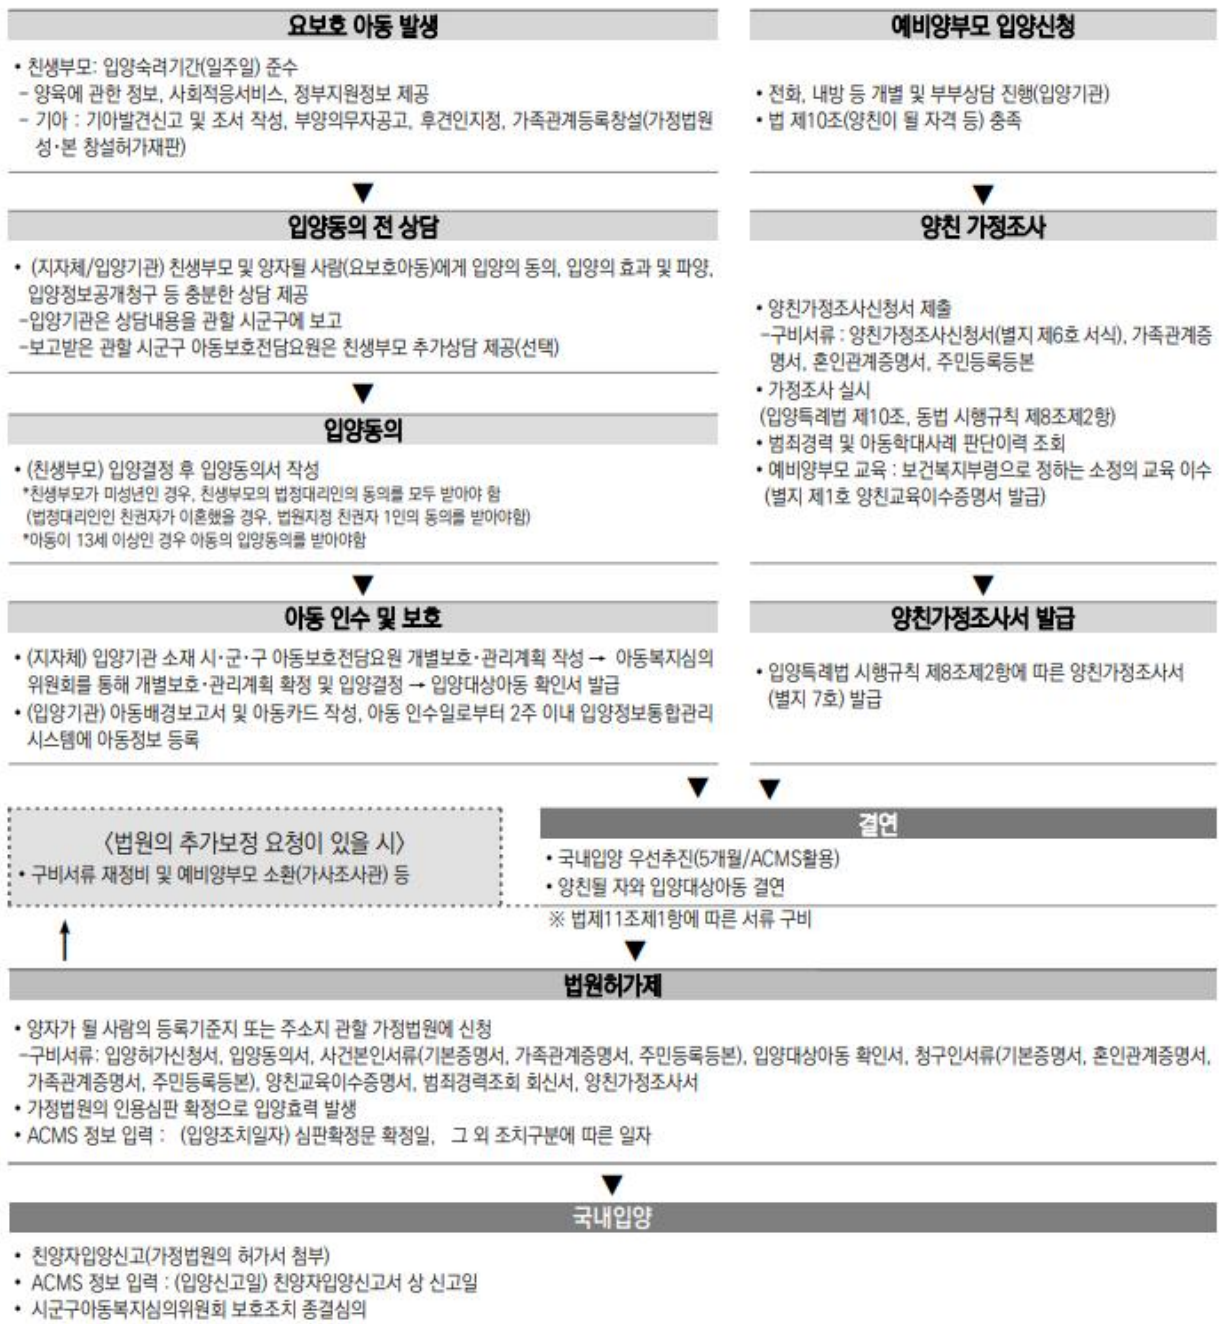 요보호 아동 발생
• 친생부모: 입양숙려기간(일주일) 준수
- 양육에 관한 정보, 사회적응서비스, 정부지원정보 제공
- 기아 : 기아발견신고 및 조서 작성, 부양의무자공고, 후견인지정, 가족관계등록창설(가정법원
성·본 창설허가재판)
▼
입양동의 전 상담
• (지자체/입양기관) 친생부모 및 양자될 사람(요보호아동)에게 입양의 동의, 입양의 효과 및 파양,
입양정보공개청구 등 충분한 상담 제공
-입양기관은 상담내용을 관할 시군구에 보고
-보고받은 관할 시군구 아동보호전담요원은 친생부모 추가상담 제공(선택)
▼
입양동의
• (친생부모) 입양결정 후 입양동의서 작성
*친생부모가 미성년인 경우, 친생부모의 법정대리인의 동의를 모두 받아야 함
(법정대리인인 친권자가 이혼했을 경우, 법원지정 친권자 1인의 동의를 받아야함)
*아동이 13세 이상인 경우 아동의 입양동의를 받아야함
▼
아동 인수 및 보호
• (지자체) 입양기관 소재 시·군·구 아동보호전담요원 개별보호·관리계획 작성 → 아동복지심의
위원회를 통해 개별보호·관리계획 확정 및 입양결정 → 입양대상아동 확인서 발급
• (입양기관) 아동배경보고서 및 아동카드 작성, 아동 인수일로부터 2주 이내 입양정보통합관리
시스템에 아동정보 등록
▼
예비양부모 입양신청
• 전화, 내방 등 개별 및 부부상담 진행(입양기관)
• 법 제10조(양친이 될 자격 등) 충족
▼
양친 가정조사
• 양친가정조사신청서 제출
-구비서류 : 양친가정조사신청서(별지 제6호 서식), 가족관계증
명서, 혼인관계증명서, 주민등록등본
• 가정조사 실시
(입양특례법 제10조, 동법 시행규칙 제8조제2항)
• 범죄경력 및 아동학대사례 판단이력 조회
• 예비양부모 교육 : 보건복지부령으로 정하는 소정의 교육 이수
(별지 제1호 양친교육이수증명서 발급)
▼
양친가정조사서 발급
• 입양특례법 시행규칙 제8조제2항에 따른 양친가정조사서
(별지 7호) 발급
▼
〈법원의 추가보정 요청이 있을 시〉
• 구비서류 재정비 및 예비양부모 소환(가사조사관) 등
결연
• 국내입양 우선추진(5개월/ACMS활용)
• 양친될 자와 입양대상아동 결연
※ 법제11조제1항에 따른 서류 구비
▼
법원허가제
• 양자가 될 사람의 등록기준지 또는 주소지 관할 가정법원에 신청
-구비서류: 입양허가신청서, 입양동의서, 사건본인서류(기본증명서, 가족관계증명서, 주민등록등본), 입양대상아동 확인서, 청구인서류(기본증명서, 혼인관계증명서,
가족관계증명서, 주민등록등본), 양친교육이수증명서, 범죄경력조회 회신서, 양친가정조사서
• 가정법원의 인용심판 확정으로 입양효력 발생
• ACMS 정보 입력 : (입양조치일자) 심판확정문 확정일, 그 외 조치구분에 따른 일자
▼
국내입양
• 친양자입양신고(가정법원의 허가서 첨부)
• ACMS 정보 입력 : (입양신고일) 친양자입양신고서 상 신고일
• 시군구아동복지심의위원회 보호조치 종결심의